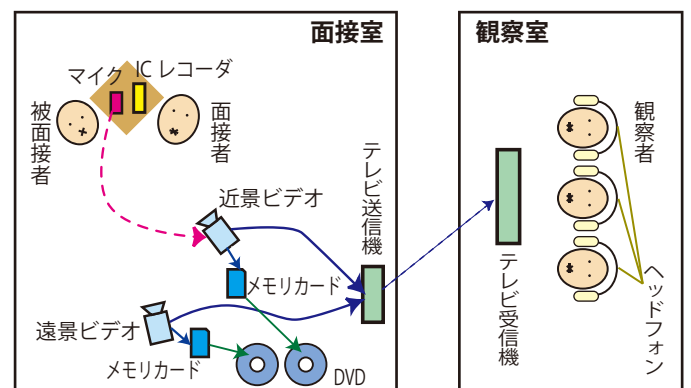 面接室
観察室
マイク
IC レコーダ
被面接者
面接者
観察者
テレビ送信機
近景ビデオ
メモリカード
遠景ビデオ
メモリカード
DVD
テレビ受信機
ヘッドフォン